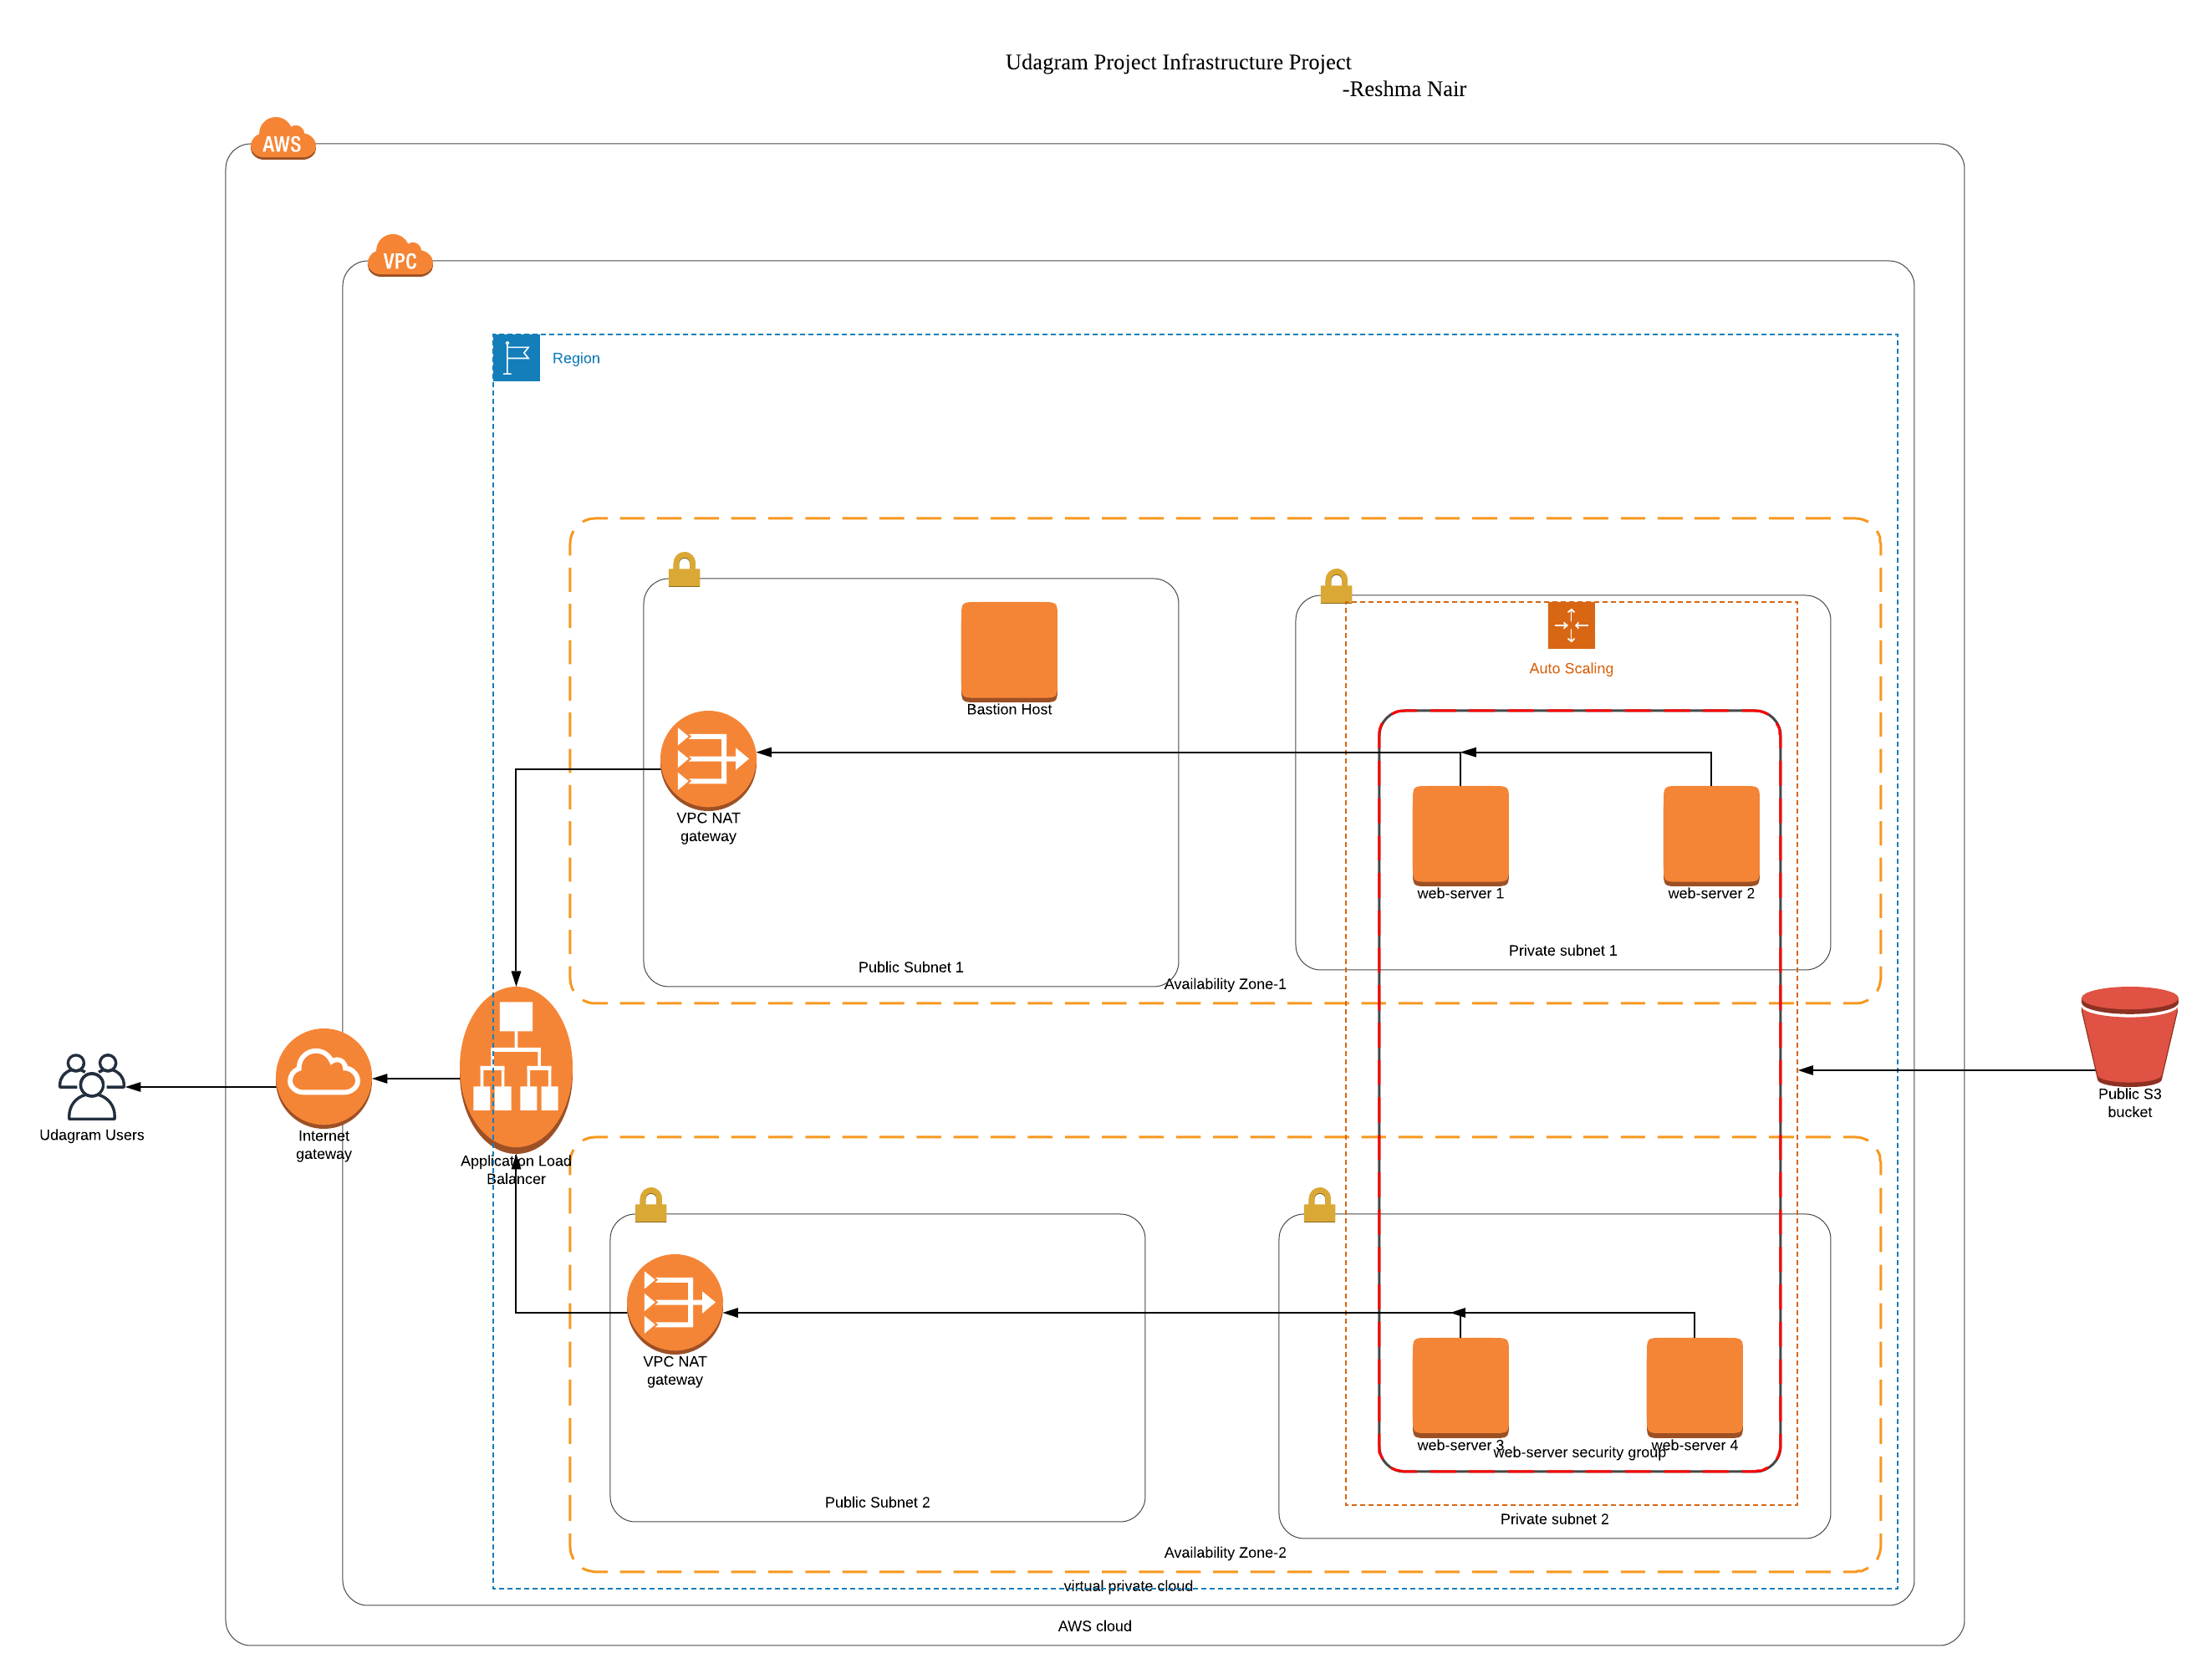 Udagram Project Infrastructure Project
-Reshma Nair
AWS
VPC
Region
Auto Scaling
Bastion Host
VPC NAT
gateway
web-server 1
web-server 2
Private subnet 1
Public Subnet 1
Availability Zone-1
Public S3
bucket
Udagram Users
Internet
gateway
Application Load
Balancer
VPC NAT
gateway
web-server 3
web-server security group
web-server 4
Public Subnet 2
Private subnet 2
Availability Zone-2
virtual private cloud
AWS cloud